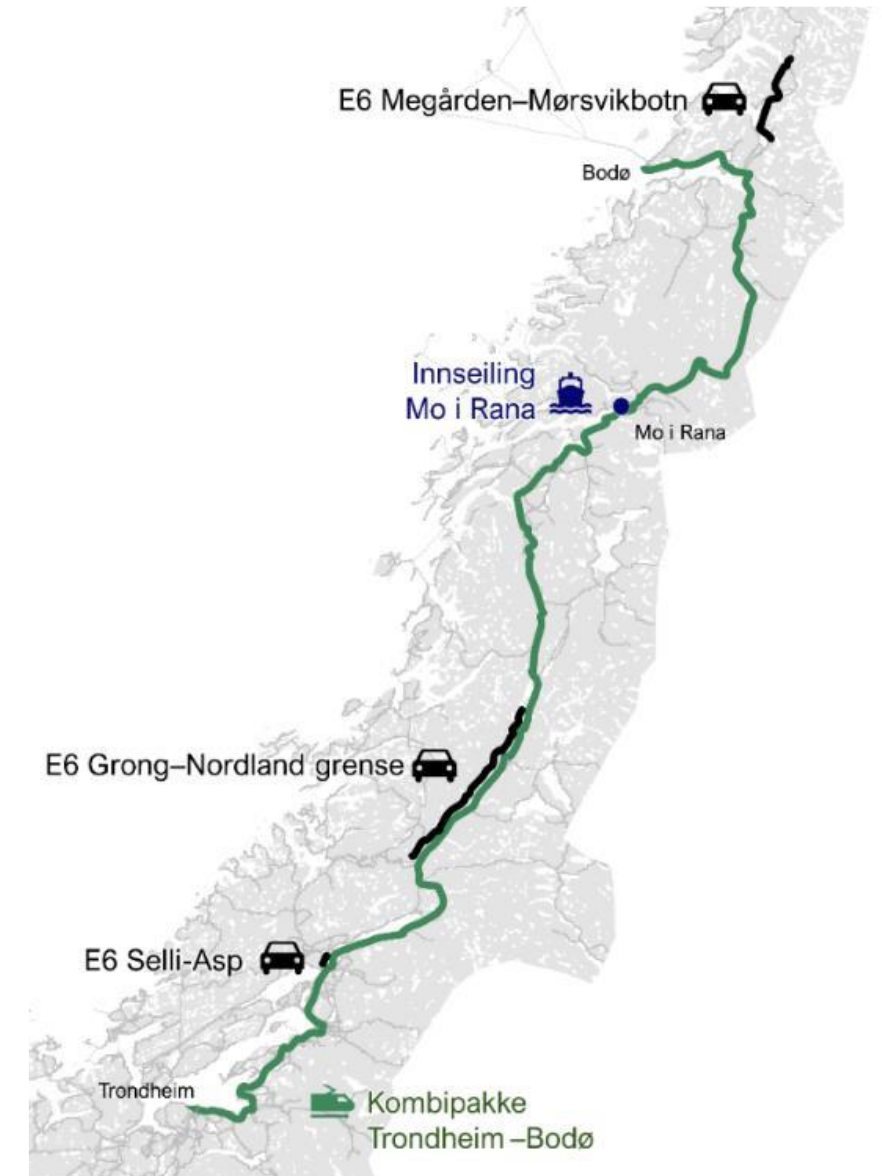 E6 Megården–Mørsvikbotn
Bodø
Innseiling
Mo i Rana
Mo i Rana
E6 Grong–Nordland grense
E6 Selli-Asp
Trondheim
Kombipakke
Trondheim –Bodø